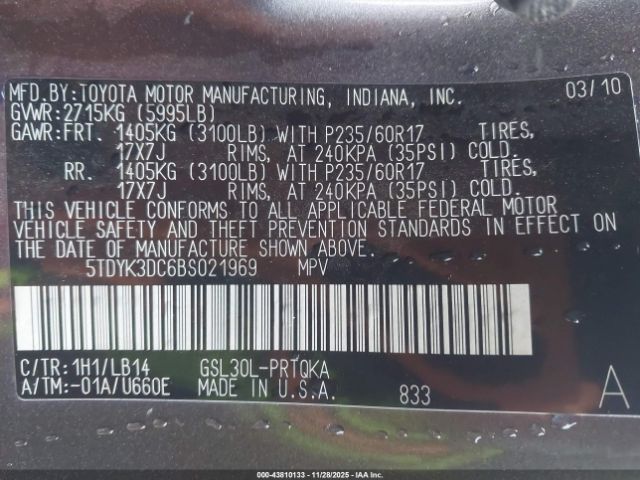 MFD.BY:TOYOTA MOTOR MANUFACTURING, INDIANA, INC. 03/10
GVWR:2715KG (5995LB)
GAWR:FRT. 1405KG (3100LB) WITH P235/60R17 TIRES,
17X7J RIMS, AT 240KPA (35PSI) COLD.
RR. 1405KG (3100LB) WITH P235/60R17 TIRES,
17X7J RIMS, AT 240KPA (35PSI) COLD.
THIS VEHICLE CONFORMS TO ALL APPLICABLE FEDERAL MOTOR
VEHICLE SAFETY AND THEFT PREVENTION STANDARDS IN EFFECT ON
THE DATE OF MANUFACTURE SHOWN ABOVE.
5TDYK3DC6BS021969 MPV
C/TR:1H1/LB14 GSL30L-PRTQKA
A/TM:-01A/U660E MADE IN U.S.A. 833 A
000-43810133 - 11/28/2025 - IAA Inc.